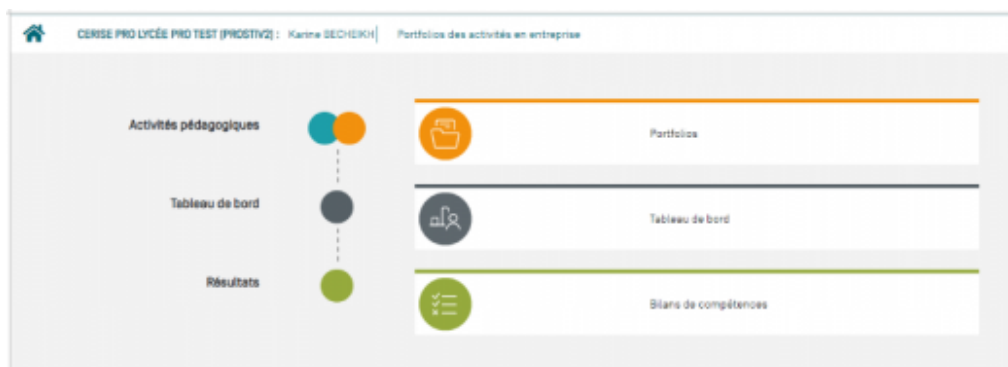 CERISE PRO LYCÉE PRO TEST (PROSTIV2) : Karine BECHEIKH Portfolios des activités en entreprise
Activités pédagogiques
Portfolios
Tableau de bord
Tableau de bord
Résultats
Bilans de compétences